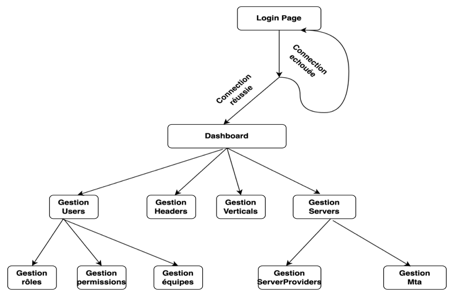 Login Page
Connection
echouée
Connection
réussie
Dashboard
Gestion
Users
Gestion
Headers
Gestion
Verticals
Gestion
Servers
Gestion
rôles
Gestion
permissions
Gestion
équipes
Gestion
ServerProviders
Gestion
Mta